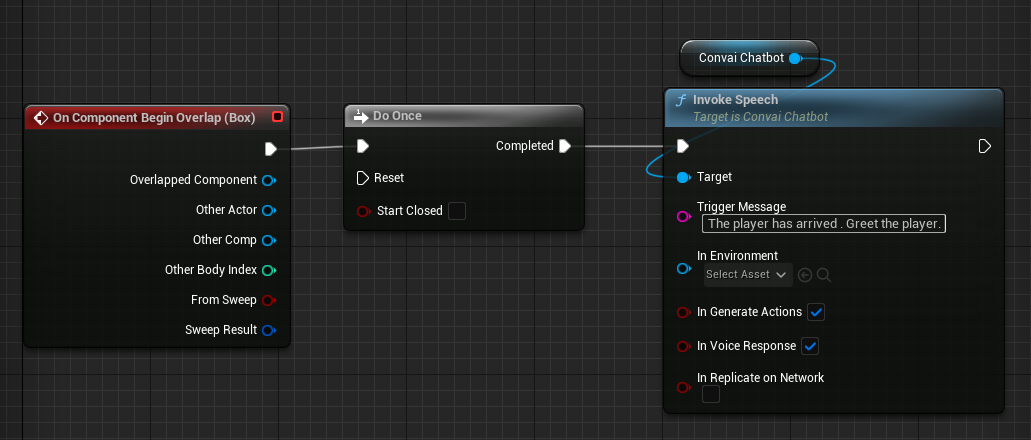 Convai Chatbot
On Component Begin Overlap (Box)
Overlapped Component
Other Actor
Other Comp
Other Body Index
From Sweep
Sweep Result
Do Once
Completed
Reset
Start Closed
f Invoke Speech
Target is Convai Chatbot
Target
Trigger Message
The player has arrived . Greet the player.
In Environment
Select Asset
In Generate Actions
In Voice Response
In Replicate on Network